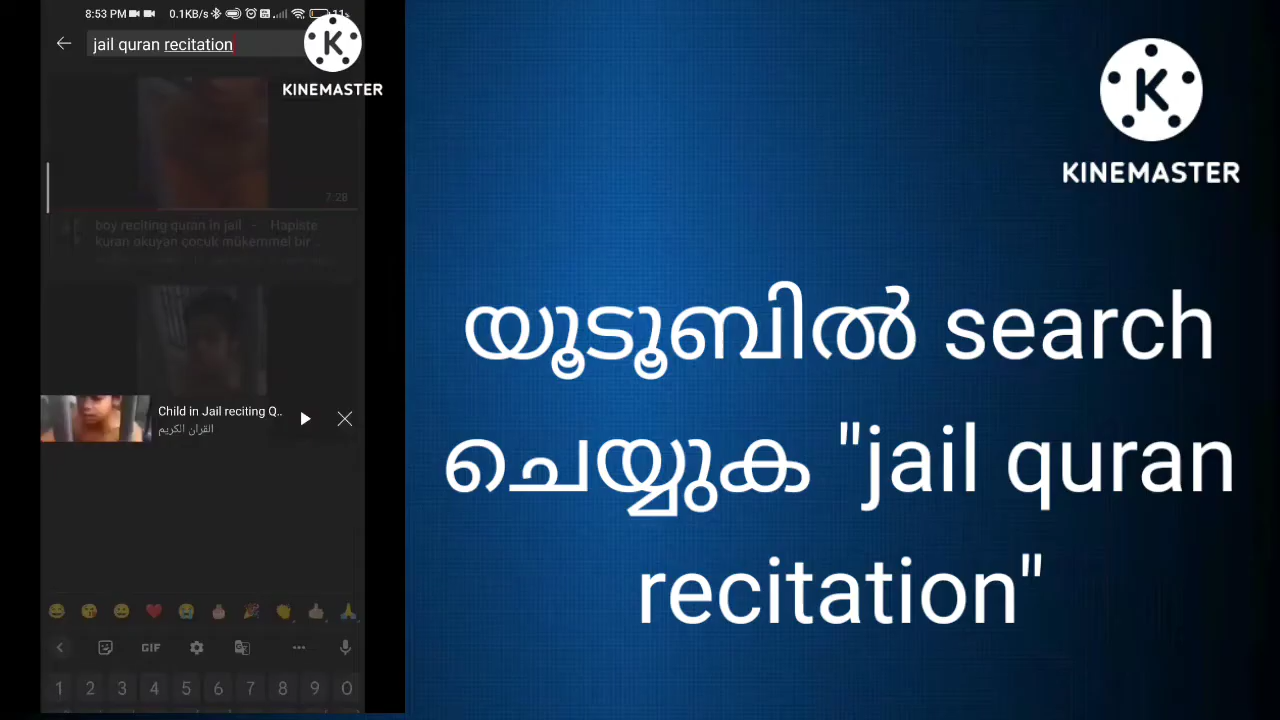 8:53 PM 0.1KB/s
jail quran recitation
K
KINEMASTER
7:28
boy reciting quran in jail - Hapiste
kuran okuyan çocuk mükemmel bir ...
Child in Jail reciting Q..
القران الكريم
GIF
1 2 3 4 5 6 7 8 9 0
K
KINEMASTER
യൂടൂബിൽ search
ചെയ്യുക "jail quran
recitation"